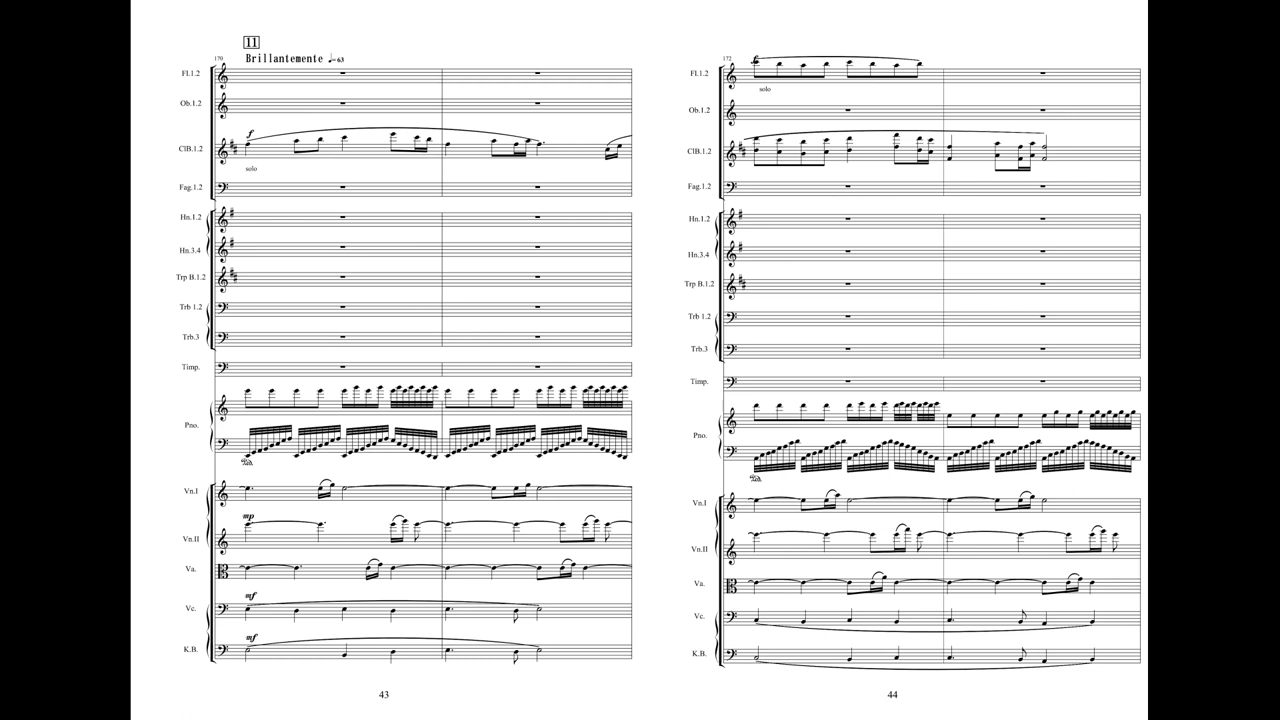 11
170 Brillantemente ♩=63
Fl.1.2
Ob.1.2
f
ClB.1.2
solo
Fag.1.2
Hn.1.2
Hn.3.4
Trp B.1.2
Trb 1.2
Trb.3
Timp.
Pno.
Ped.
Vn.I
mp
Vn.II
Va.
mf
Vc.
mf
K.B.
43
172
f
Fl.1.2
solo
Ob.1.2
ClB.1.2
Fag.1.2
Hn.1.2
Hn.3.4
Trp B.1.2
Trb 1.2
Trb.3
Timp.
Pno.
Ped.
Vn.I
Vn.II
Va.
Vc.
K.B.
44